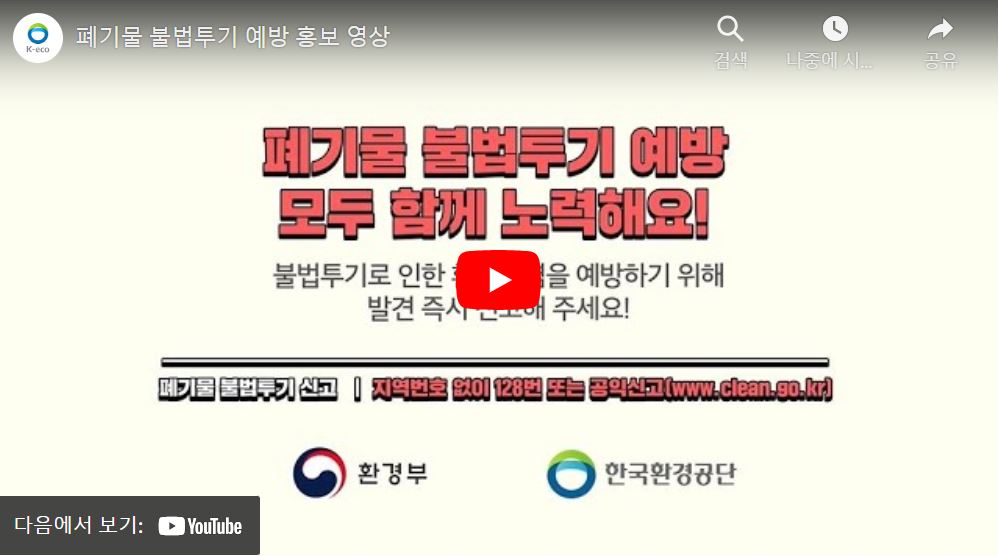 K-eco
폐기물 불법투기 예방 홍보 영상
검색
나중에 시...
공유
폐기물 불법투기 예방
모두 함께 노력해요!
불법투기로 인한 을 예방하기 위해
발견 즉시 신고해 주세요!
폐기물 불법투기 신고 | 지역번호 없이 128번 또는 공익신고(www.clean.go.kr)
환경부
한국환경공단
다음에서 보기: YouTube